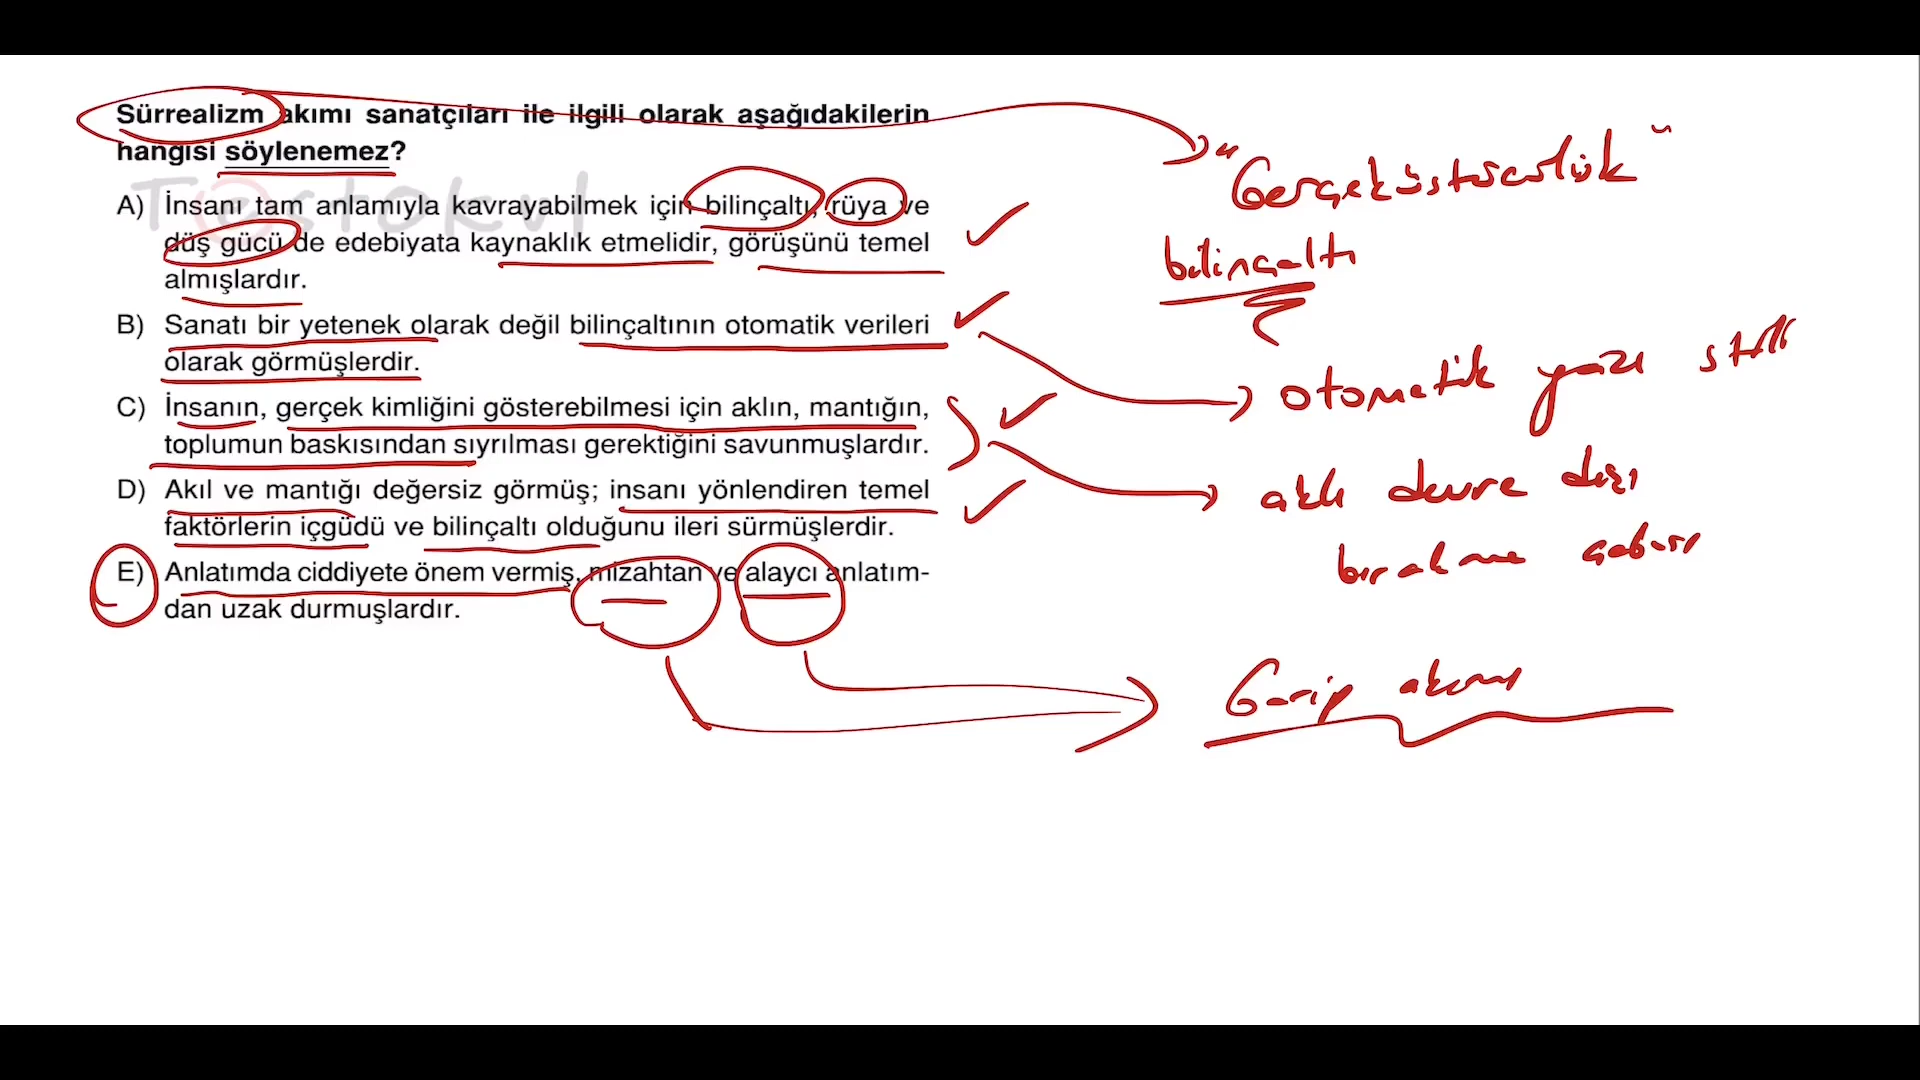 Sürrealizm akımı sanatçıları ile ilgili olarak aşağıdakilerin
hangisi söylenemez?
Testokul
A) İnsanı tam anlamıyla kavrayabilmek için bilinçaltı, rüya ve
düş gücü de edebiyata kaynaklık etmelidir, görüşünü temel
almışlardır.
B) Sanatı bir yetenek olarak değil bilinçaltının otomatik verileri
olarak görmüşlerdir.
C) İnsanın, gerçek kimliğini gösterebilmesi için aklın, mantığın,
toplumun baskısından sıyrılması gerektiğini savunmuşlardır.
D) Akıl ve mantığı değersiz görmüş; insanı yönlendiren temel
faktörlerin içgüdü ve bilinçaltı olduğunu ileri sürmüşlerdir.
E) Anlatımda ciddiyete önem vermiş, mizahtan ve alaycı anlatım-
dan uzak durmuşlardır.
"Gerçeküstücülük"
bilinçaltı
otomatik yazı
aklı devre dışı
bırakma çabası
Garip akımı